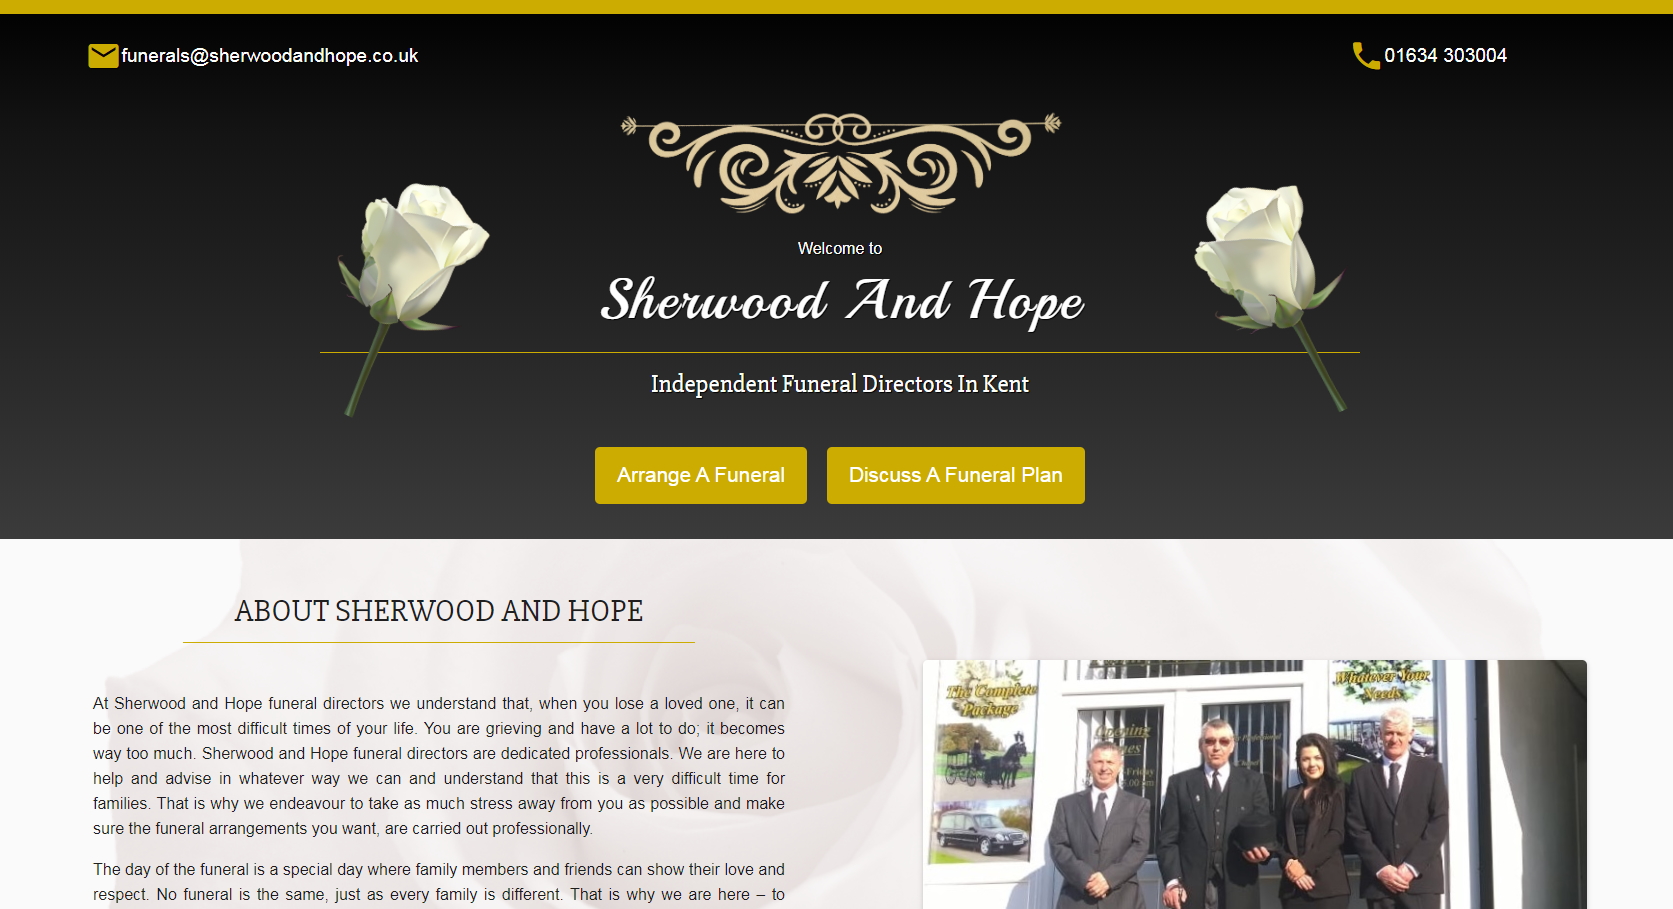 funerals@sherwoodandhope.co.uk
01634 303004
Welcome to
Sherwood And Hope
Independent Funeral Directors In Kent
Arrange A Funeral
Discuss A Funeral Plan
ABOUT SHERWOOD AND HOPE
At Sherwood and Hope funeral directors we understand that, when you lose a loved one, it can
be one of the most difficult times of your life. You are grieving and have a lot to do; it becomes
way too much. Sherwood and Hope funeral directors are dedicated professionals. We are here to
help and advise in whatever way we can and understand that this is a very difficult time for
families. That is why we endeavour to take as much stress away from you as possible and make
sure the funeral arrangements you want, are carried out professionally.
The day of the funeral is a special day where family members and friends can show their love and
respect. No funeral is the same, just as every family is different. That is why we are here – to
The Complete
Package
Whatever Your
Needs
Opening